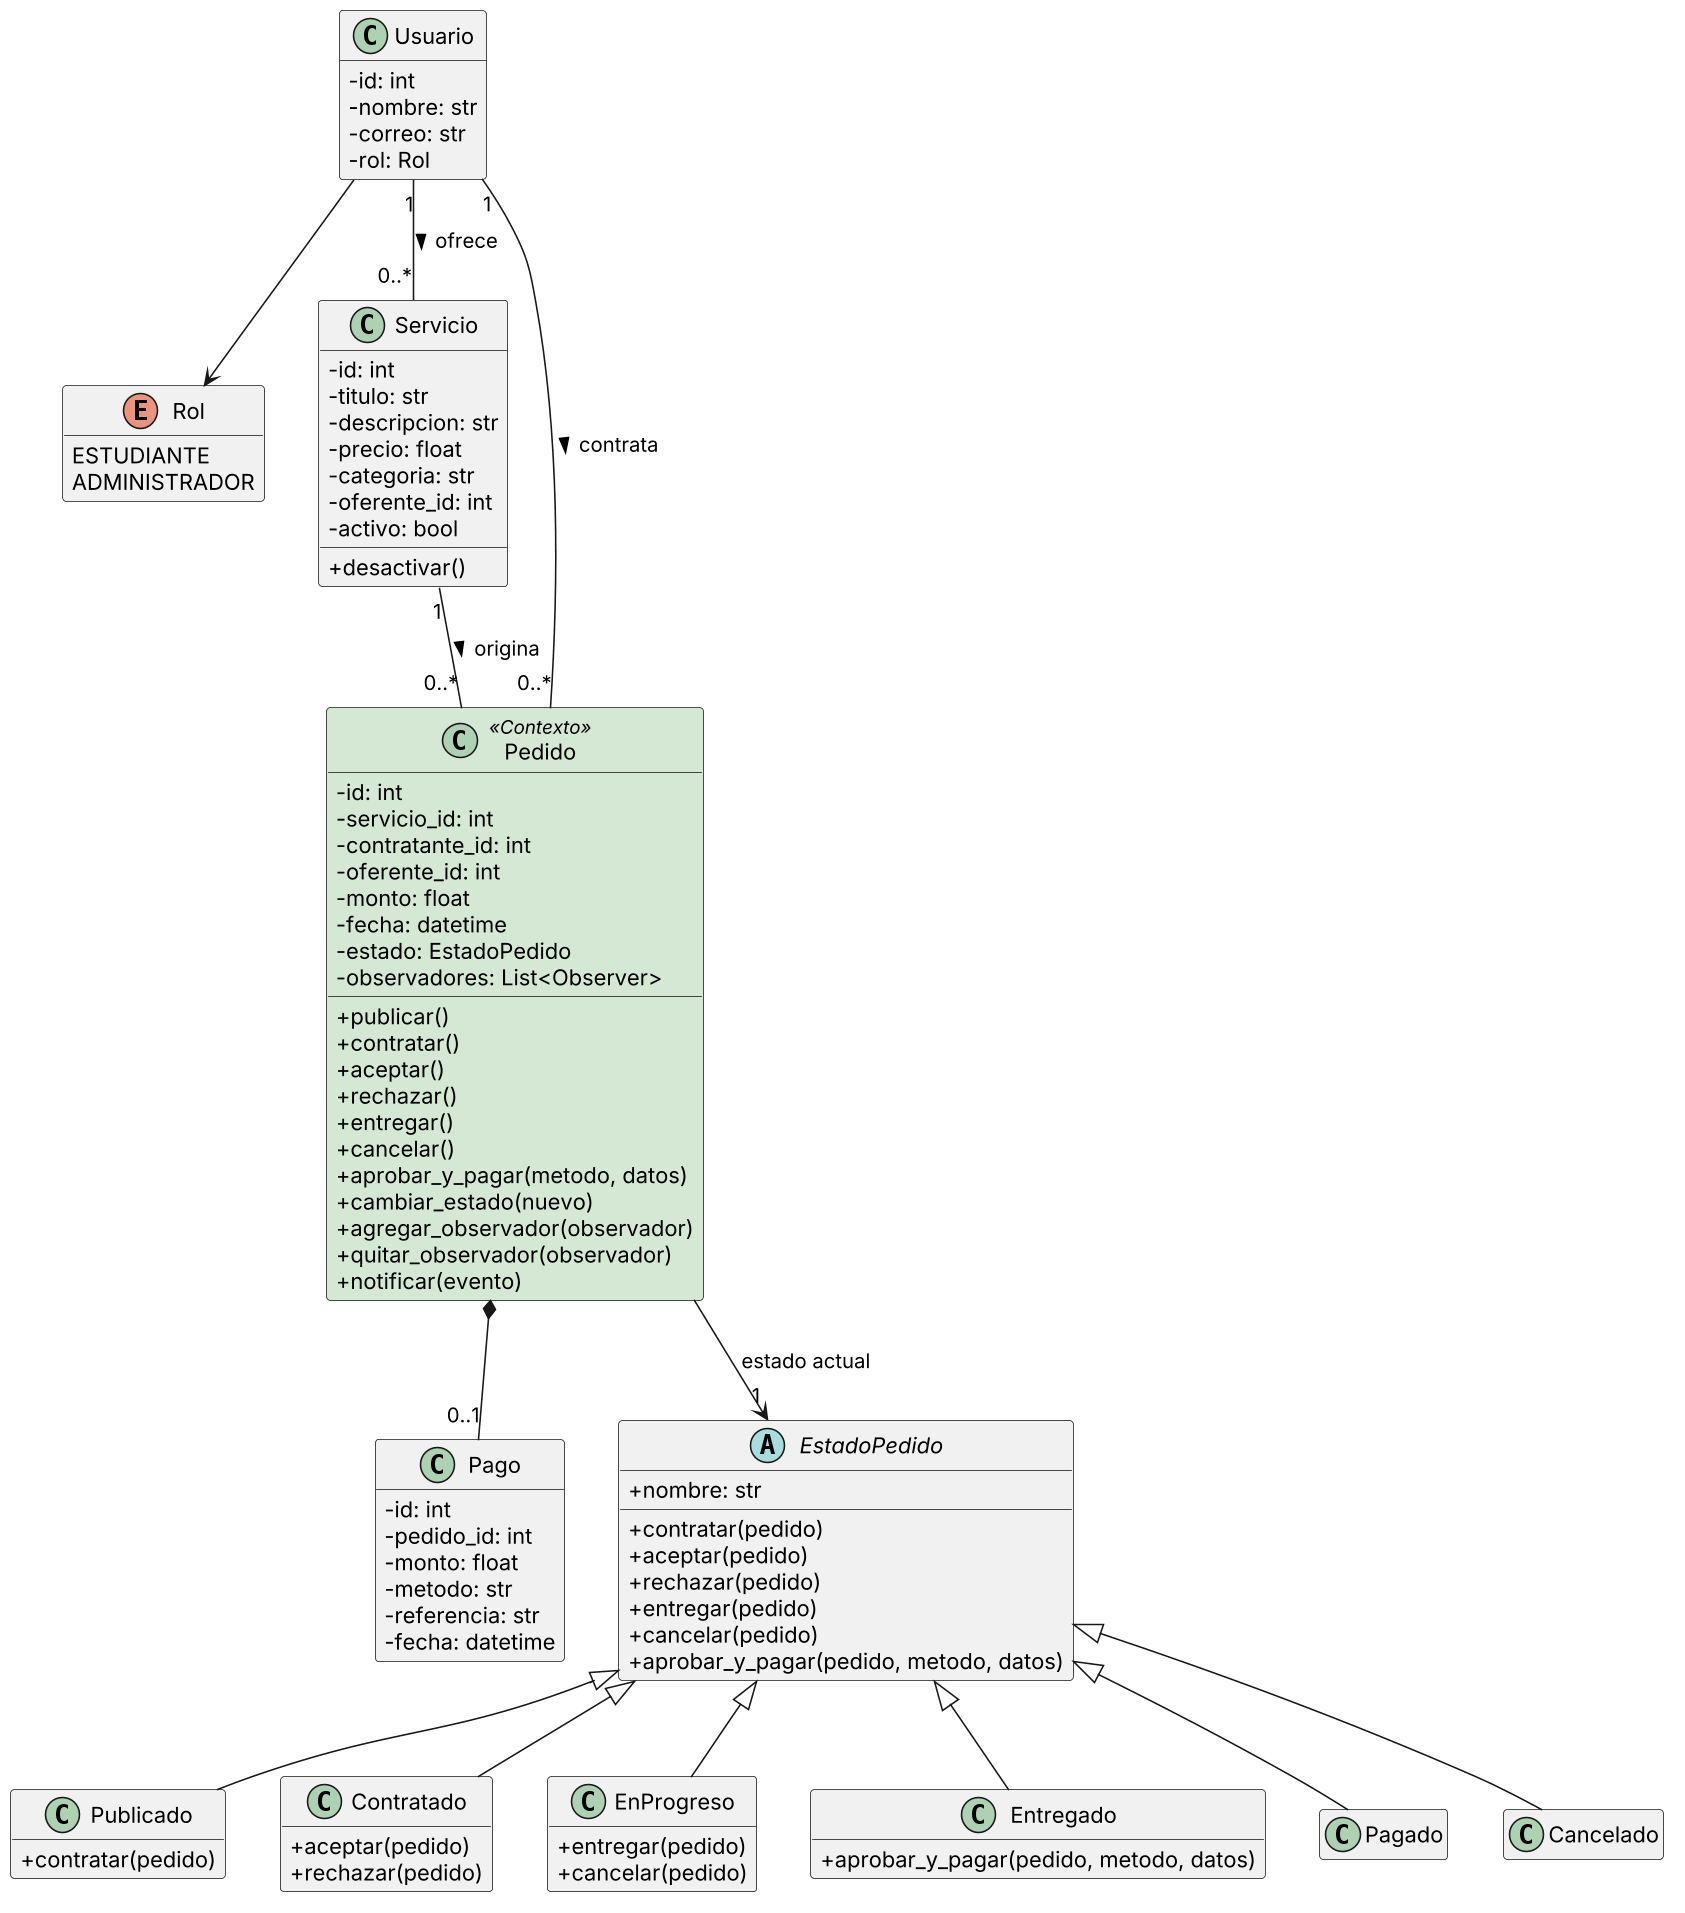 C Usuario
-id: int
-nombre: str
-correo: str
-rol: Rol
1
1
ofrece
0..*
C Servicio
-id: int
-titulo: str
-descripcion: str
-precio: float
-categoria: str
-oferente_id: int
-activo: bool
+desactivar()
E Rol
ESTUDIANTE
ADMINISTRADOR
contrata
1
origina
0..*
0..*
C «Contexto»
Pedido
-id: int
-servicio_id: int
-contratante_id: int
-oferente_id: int
-monto: float
-fecha: datetime
-estado: EstadoPedido
-observadores: List<Observer>
+publicar()
+contratar()
+aceptar()
+rechazar()
+entregar()
+cancelar()
+aprobar_y_pagar(metodo, datos)
+cambiar_estado(nuevo)
+agregar_observador(observador)
+quitar_observador(observador)
+notificar(evento)
estado actual
1
0..1
C Pago
-id: int
-pedido_id: int
-monto: float
-metodo: str
-referencia: str
-fecha: datetime
A EstadoPedido
+nombre: str
+contratar(pedido)
+aceptar(pedido)
+rechazar(pedido)
+entregar(pedido)
+cancelar(pedido)
+aprobar_y_pagar(pedido, metodo, datos)
C Publicado
+contratar(pedido)
C Contratado
+aceptar(pedido)
+rechazar(pedido)
C EnProgreso
+entregar(pedido)
+cancelar(pedido)
C Entregado
+aprobar_y_pagar(pedido, metodo, datos)
C Pagado
C Cancelado